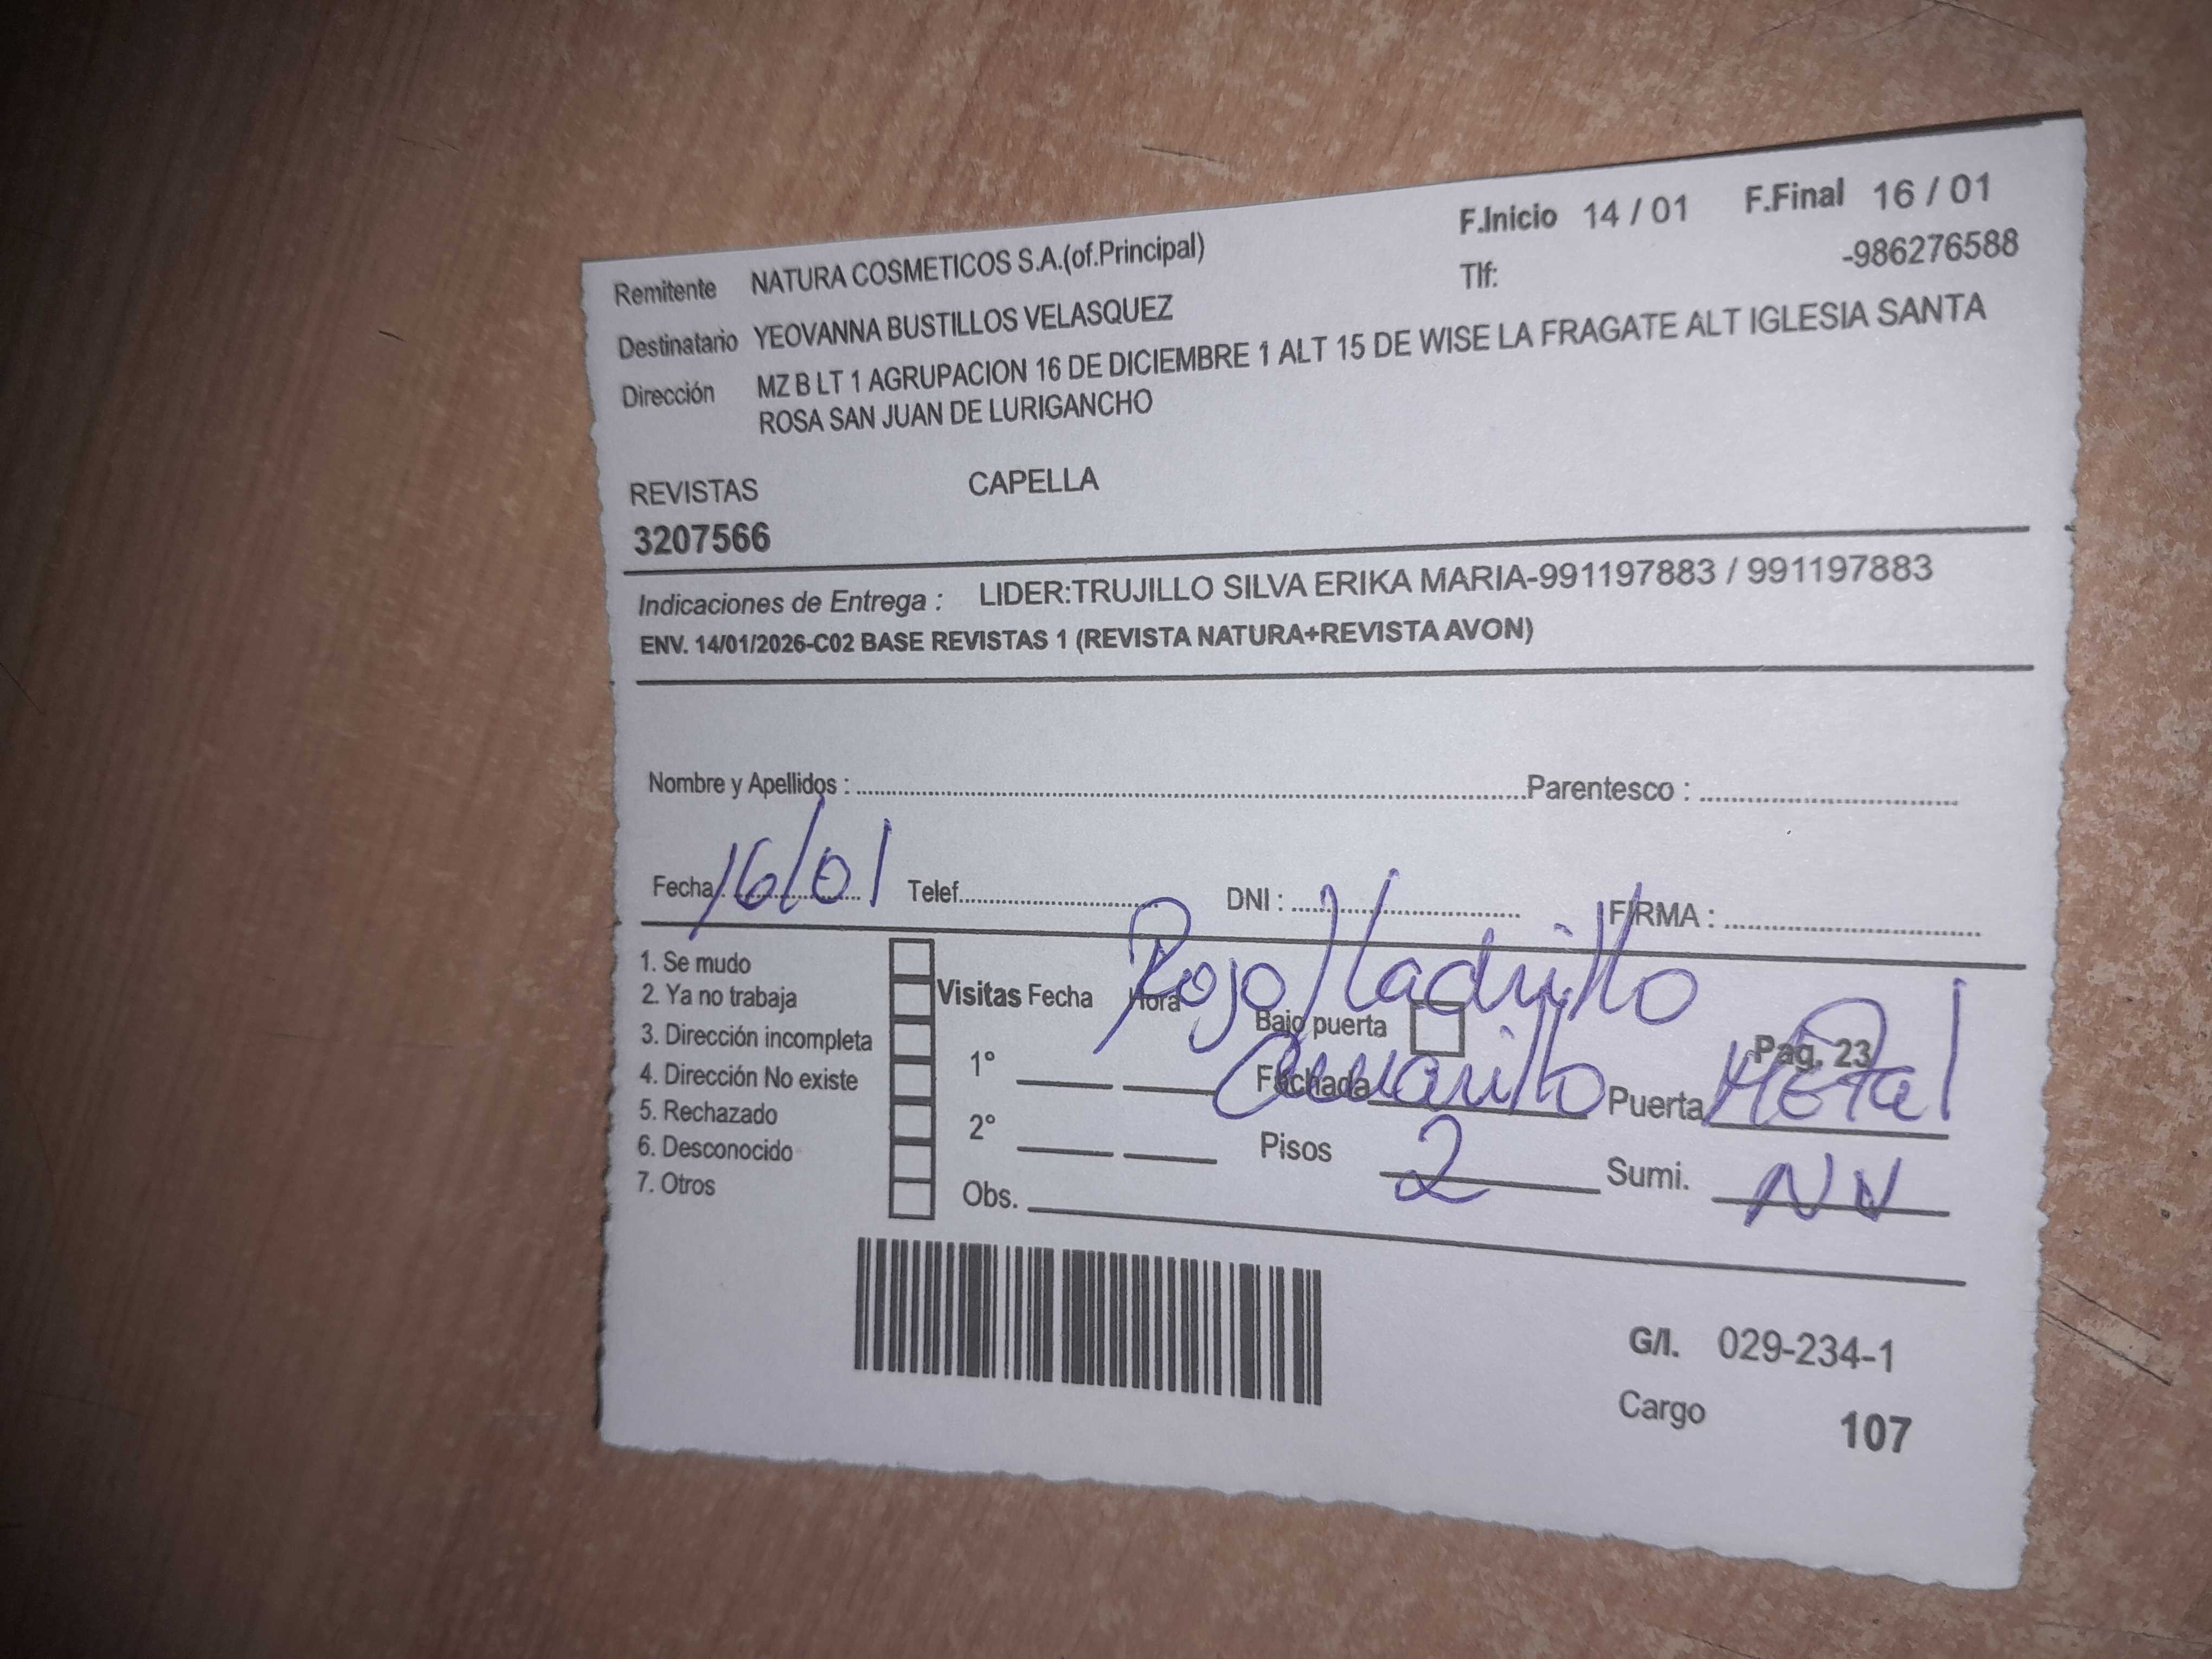 F.Inicio 14 / 01 F.Final 16 / 01
Remitente NATURA COSMETICOS S.A.(of.Principal) Tlf: -986276588
Destinatario YEOVANNA BUSTILLOS VELASQUEZ
Dirección MZ B LT 1 AGRUPACION 16 DE DICIEMBRE 1 ALT 15 DE WISE LA FRAGATE ALT IGLESIA SANTA
ROSA SAN JUAN DE LURIGANCHO
REVISTAS CAPELLA
3207566
Indicaciones de Entrega : LIDER:TRUJILLO SILVA ERIKA MARIA-991197883 / 991197883
ENV. 14/01/2026-C02 BASE REVISTAS 1 (REVISTA NATURA+REVISTA AVON)
Nombre y Apellidos : Parentesco :
Fecha : 16/01 Telef. DNI : FIRMA :
Rojo/Ladrillo
1. Se mudo
2. Ya no trabaja Visitas Fecha Hora Bajo puerta
3. Dirección incompleta Pag. 23
4. Dirección No existe 1° Fachada Amarillo Puerta Metal
5. Rechazado
6. Desconocido 2° Pisos 2 Sumi. NV
7. Otros Obs.
G/I. 029-234-1
Cargo 107